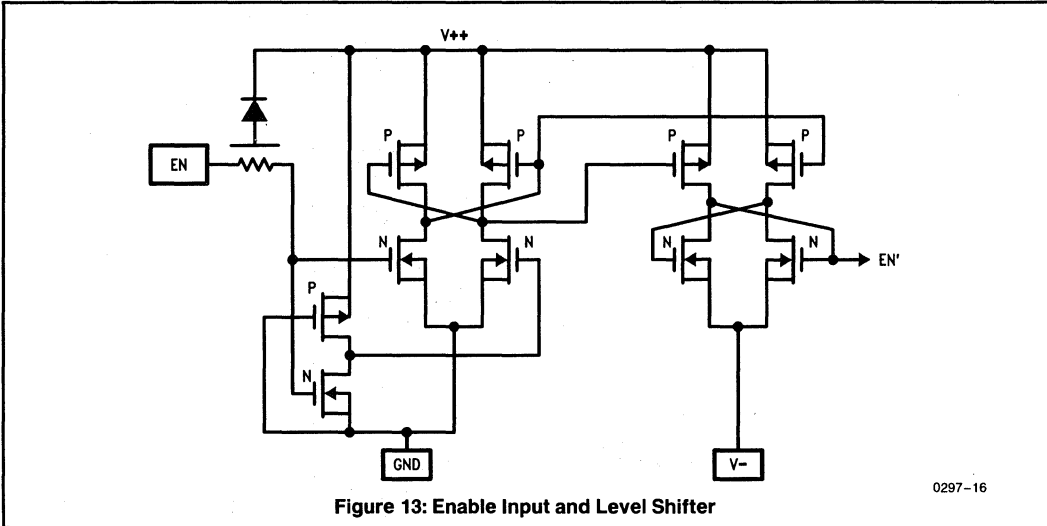 V++
P
P
P
P
EN
N
N
N
N
EN'
P
N
GND
V−
0297–16
Figure 13: Enable Input and Level Shifter